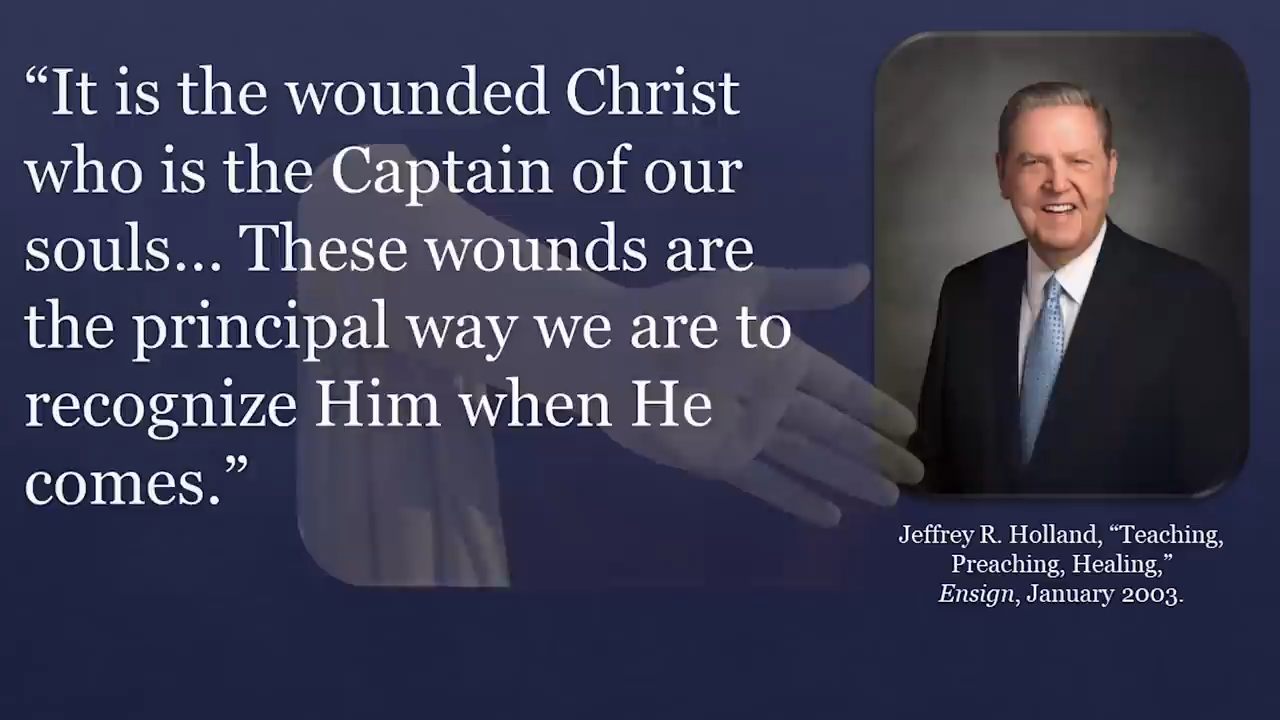 “It is the wounded Christ
who is the Captain of our
souls... These wounds are
the principal way we are to
recognize Him when He
comes.”
Jeffrey R. Holland, “Teaching,
Preaching, Healing,”
Ensign, January 2003.